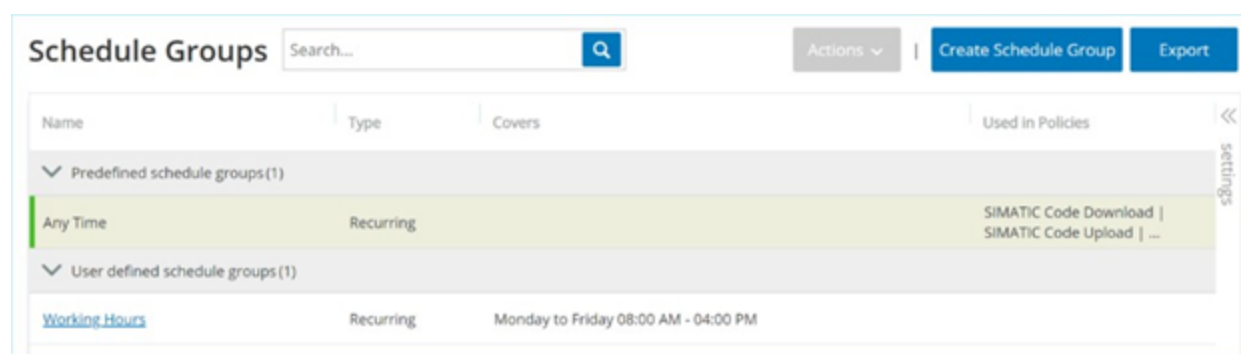 Schedule Groups Search... Actions | Create Schedule Group Export
Name Type Covers Used in Policies
settings
Predefined schedule groups (1)
Any Time Recurring SIMATIC Code Download |
SIMATIC Code Upload | ...
User defined schedule groups (1)
Working Hours Recurring Monday to Friday 08:00 AM - 04:00 PM